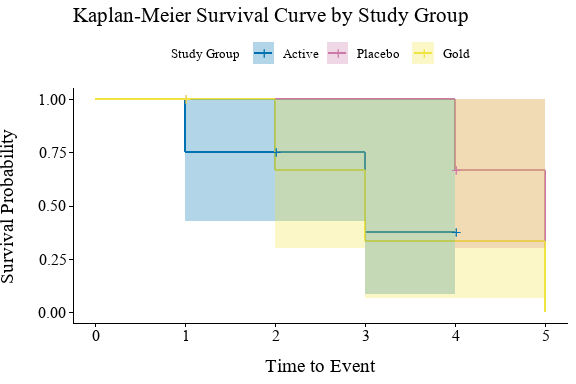 Kaplan-Meier Survival Curve by Study Group
Study Group Active Placebo Gold
Survival Probability
1.00
0.75
0.50
0.25
0.00
0 1 2 3 4 5
Time to Event